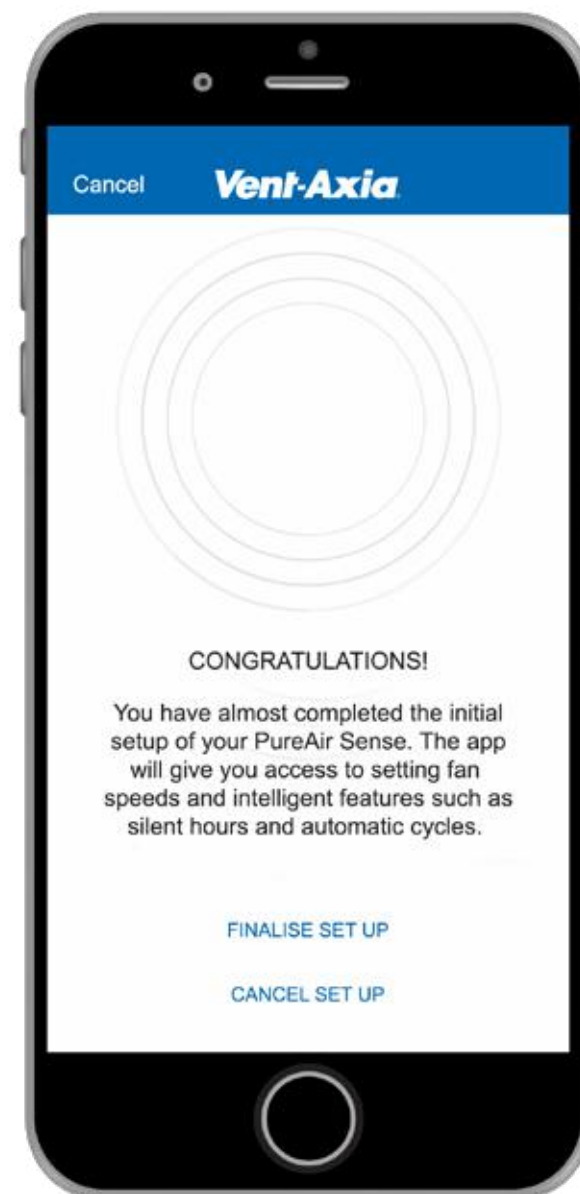 Cancel
Vent-Axia
CONGRATULATIONS!
You have almost completed the initial
setup of your PureAir Sense. The app
will give you access to setting fan
speeds and intelligent features such as
silent hours and automatic cycles.
FINALISE SET UP
CANCEL SET UP